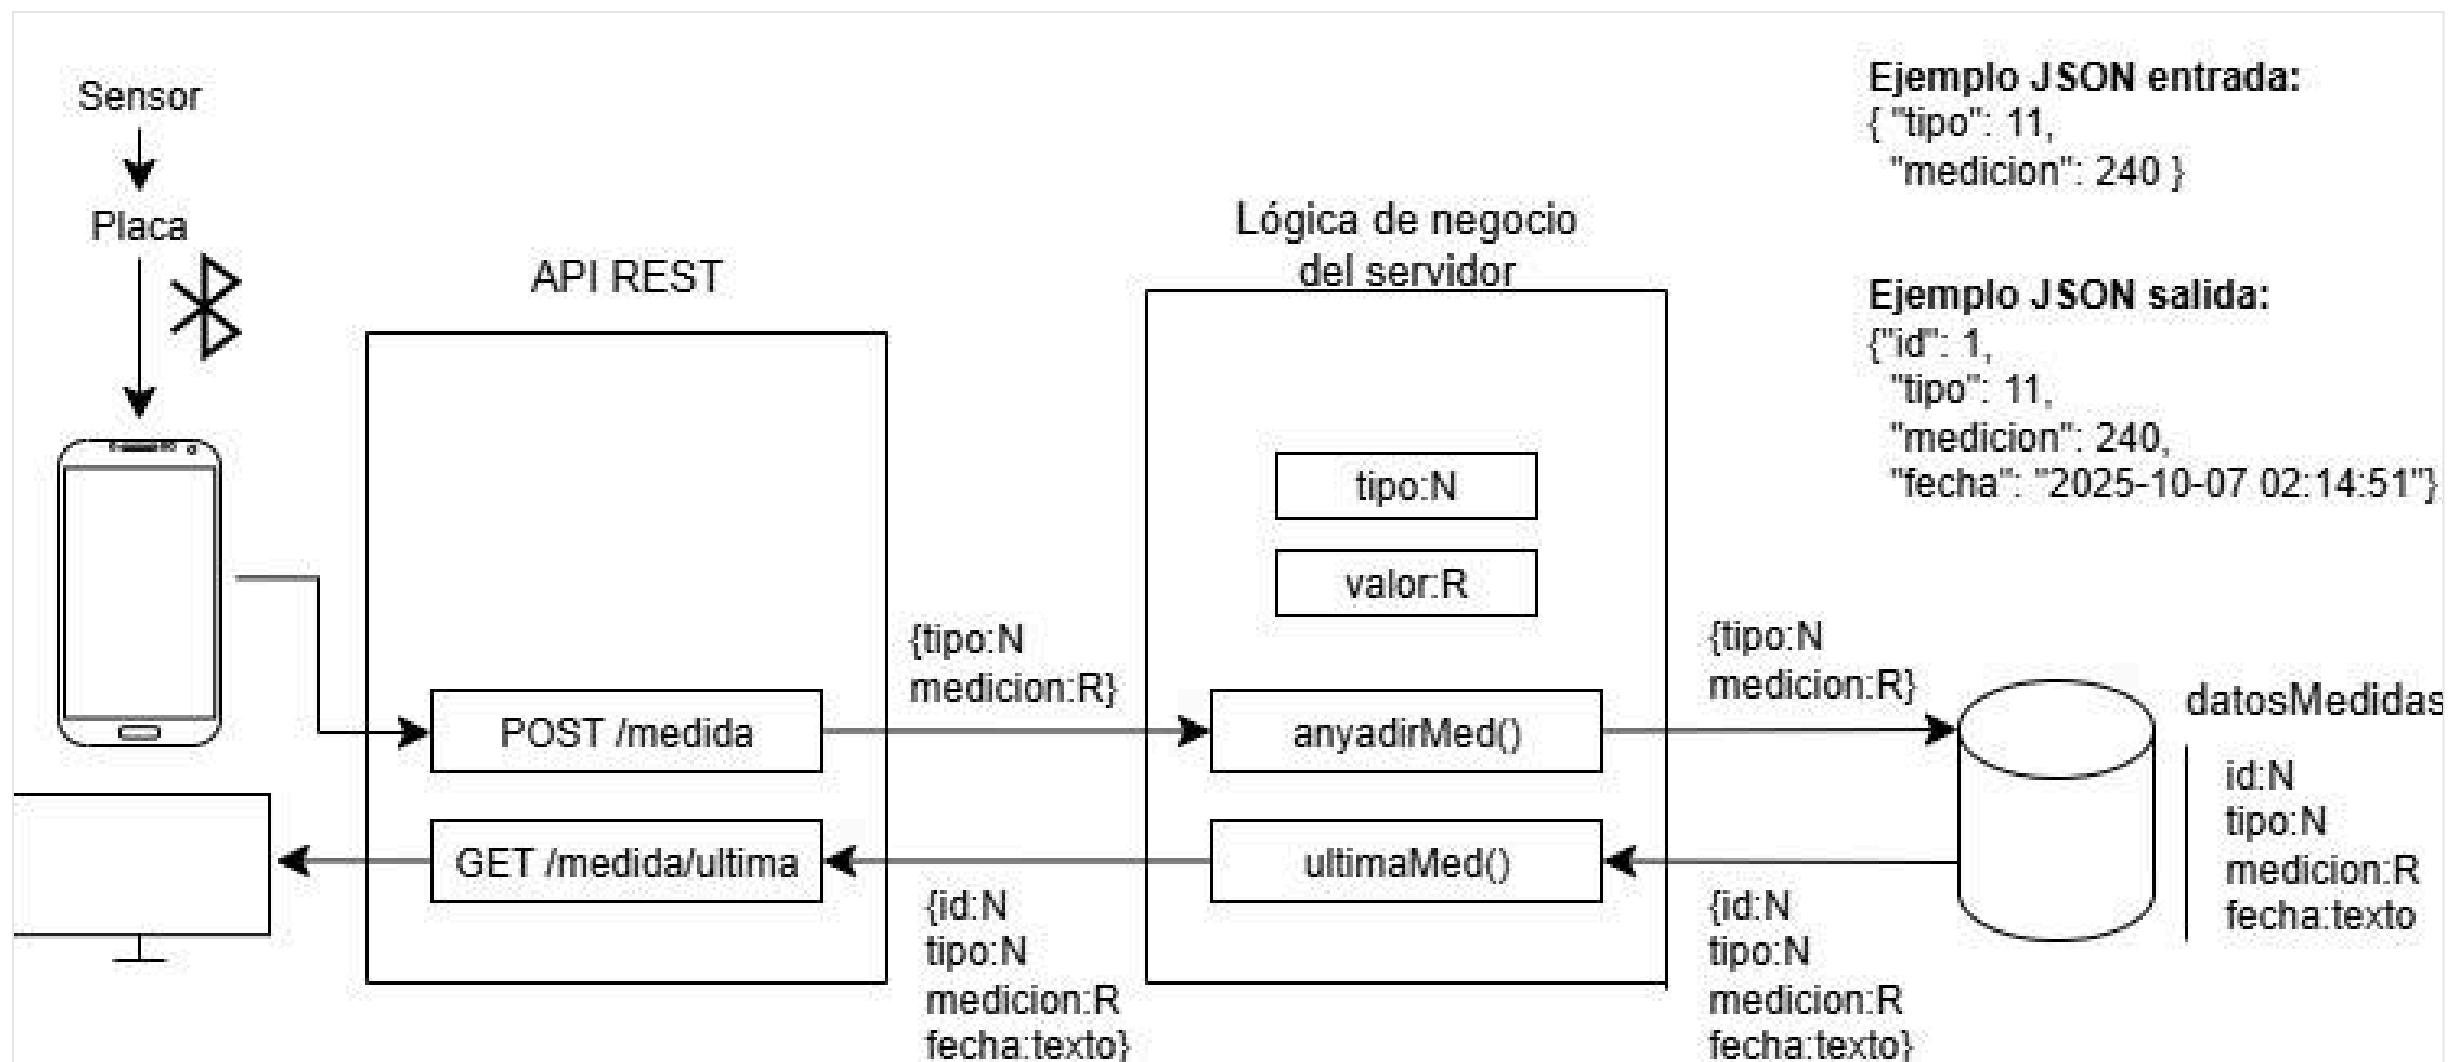 Sensor
Placa
API REST
POST /medida
GET /medida/ultima
{tipo:N
medicion:R}
{id:N
tipo:N
medicion:R
fecha:texto}
Lógica de negocio
del servidor
tipo:N
valor:R
anyadirMed()
ultimaMed()
{tipo:N
medicion:R}
{id:N
tipo:N
medicion:R
fecha:texto}
Ejemplo JSON entrada:
{ "tipo": 11,
"medicion": 240 }
Ejemplo JSON salida:
{"id": 1,
"tipo": 11,
"medicion": 240,
"fecha": "2025-10-07 02:14:51"}
datosMedidas
id:N
tipo:N
medicion:R
fecha:texto